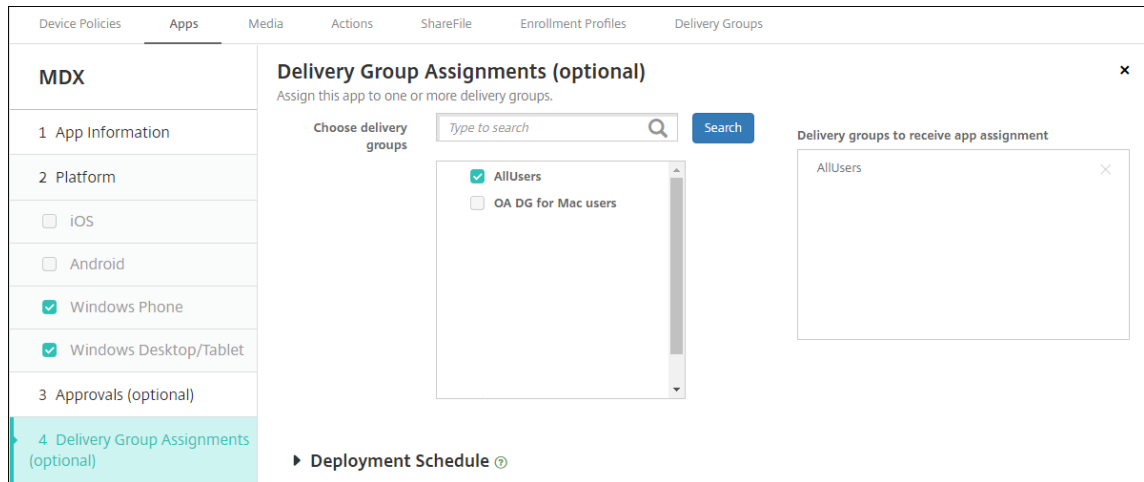 Device Policies Apps Media Actions ShareFile Enrollment Profiles Delivery Groups
MDX
1 App Information
2 Platform
iOS
Android
Windows Phone
Windows Desktop/Tablet
3 Approvals (optional)
4 Delivery Group Assignments
(optional)
Delivery Group Assignments (optional)
×
Assign this app to one or more delivery groups.
Choose delivery
groups
Type to search
Search
AllUsers
OA DG for Mac users
Delivery groups to receive app assignment
AllUsers
Deployment Schedule ?